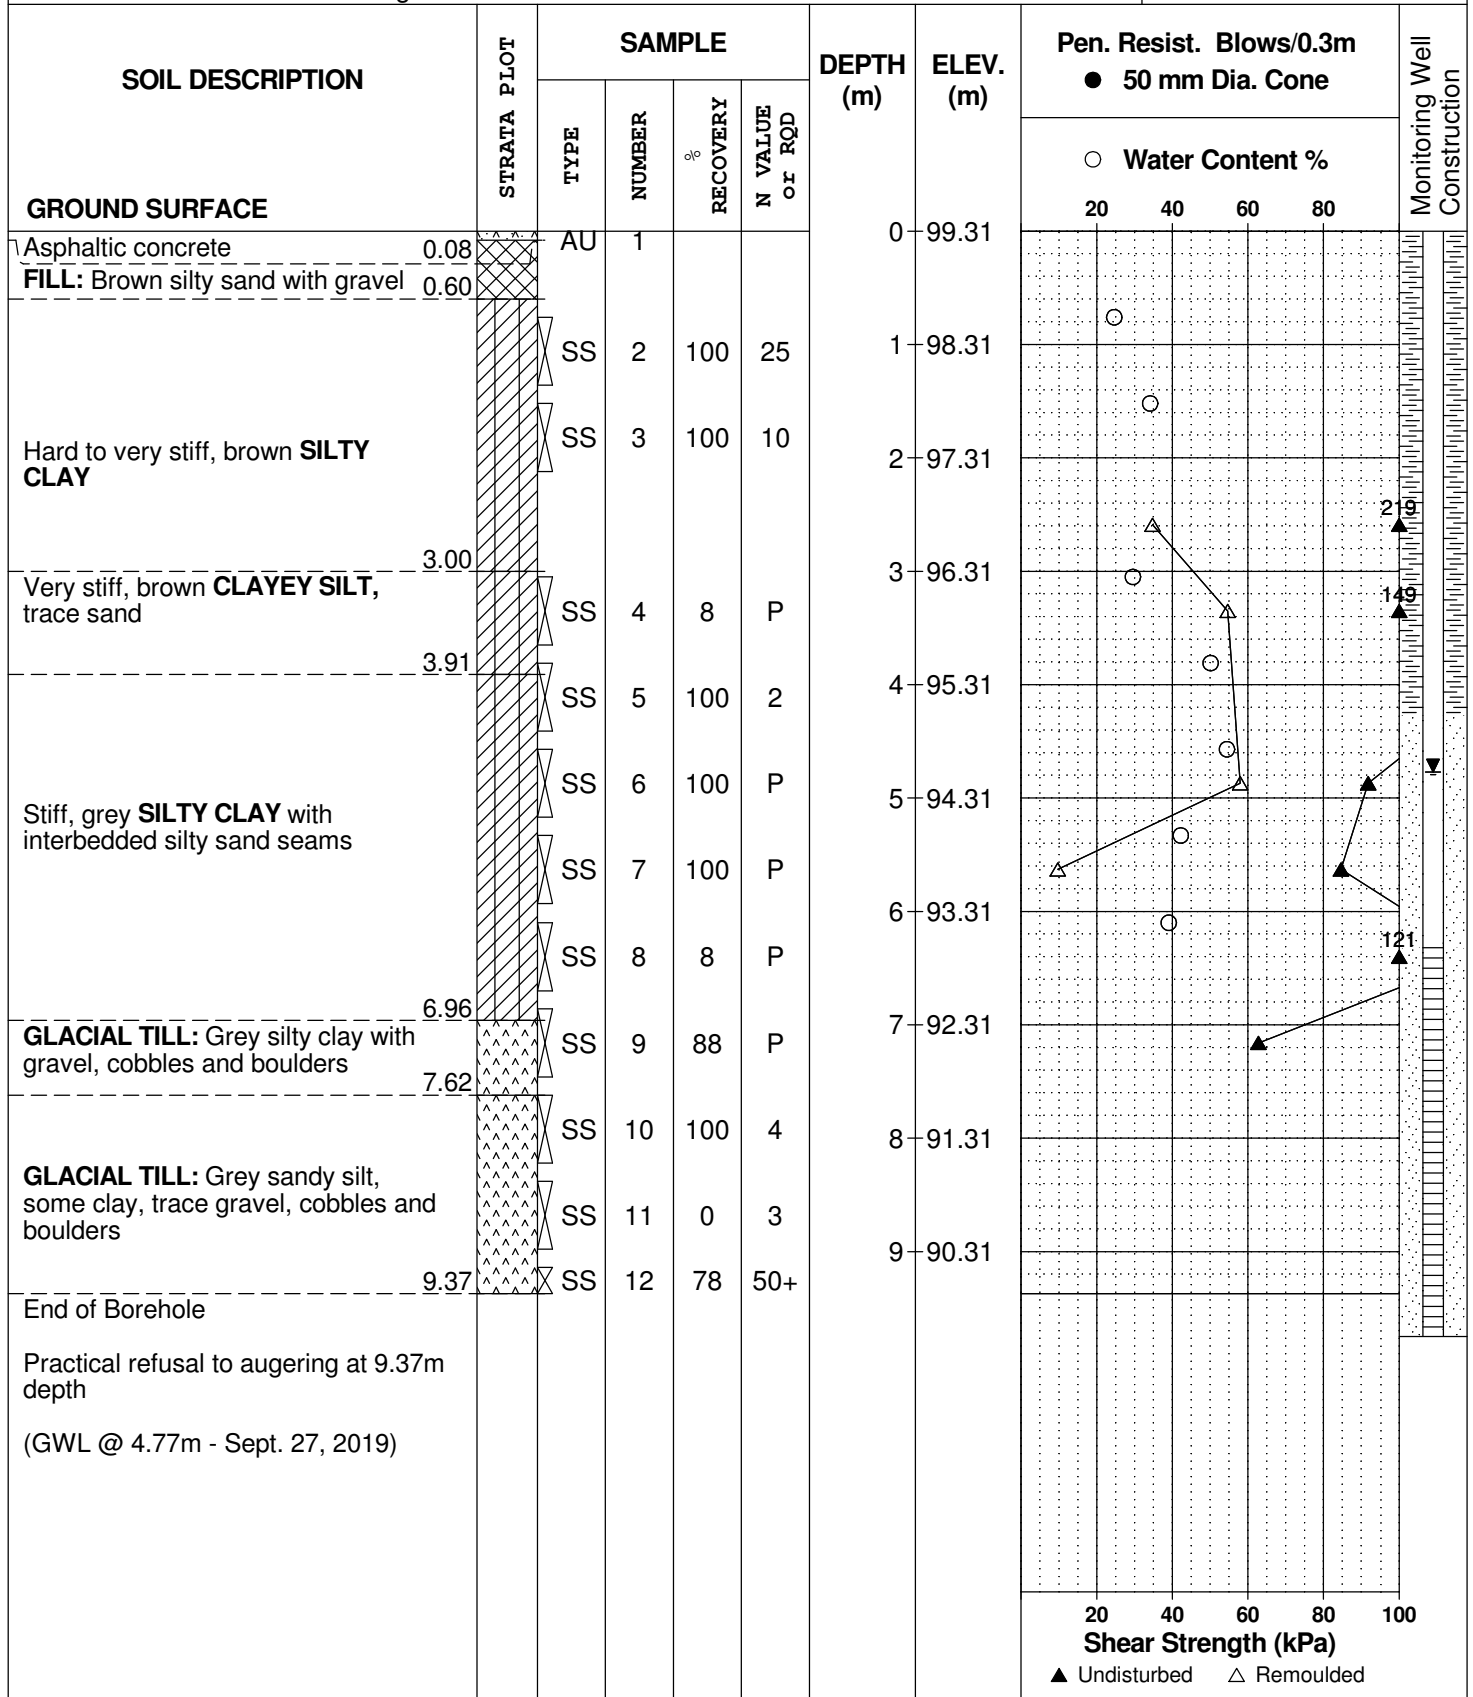 SOIL DESCRIPTION
GROUND SURFACE
STRATA PLOT
SAMPLE
TYPE
NUMBER
%
RECOVERY
N VALUE
or RQD
DEPTH
(m)
ELEV.
(m)
Pen. Resist. Blows/0.3m
● 50 mm Dia. Cone
○ Water Content %
20 40 60 80
Monitoring Well
Construction
0 99.31
Asphaltic concrete 0.08
AU 1
FILL: Brown silty sand with gravel 0.60
1 98.31
SS 2 100 25
SS 3 100 10
Hard to very stiff, brown SILTY
CLAY
2 97.31
219
3.00
3 96.31
Very stiff, brown CLAYEY SILT,
trace sand
SS 4 8 P
149
3.91
4 95.31
SS 5 100 2
SS 6 100 P
5 94.31
Stiff, grey SILTY CLAY with
interbedded silty sand seams
SS 7 100 P
6 93.31
121
SS 8 8 P
6.96
7 92.31
GLACIAL TILL: Grey silty clay with
gravel, cobbles and boulders
SS 9 88 P
7.62
SS 10 100 4
8 91.31
GLACIAL TILL: Grey sandy silt,
some clay, trace gravel, cobbles and
boulders
SS 11 0 3
9 90.31
9.37
SS 12 78 50+
End of Borehole
Practical refusal to augering at 9.37m
depth
(GWL @ 4.77m - Sept. 27, 2019)
20 40 60 80 100
Shear Strength (kPa)
▲ Undisturbed △ Remoulded